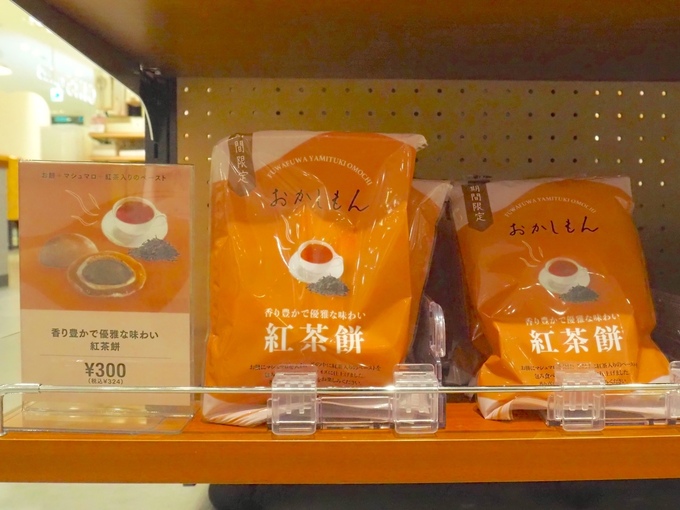 お餅・マシュマロ・紅茶入りのペースト
香り豊かで優雅な味わい
紅茶餅
¥300
(税込¥324)
期間限定
FUWAFUWA YAMITUKI OMOCHI
おかしもん
香り豊かで優雅な味わい
紅茶餅
期間限定
FUWAFUWA YAMITUKI OMOCHI
おかしもん
香り豊かで優雅な味わい
紅茶餅